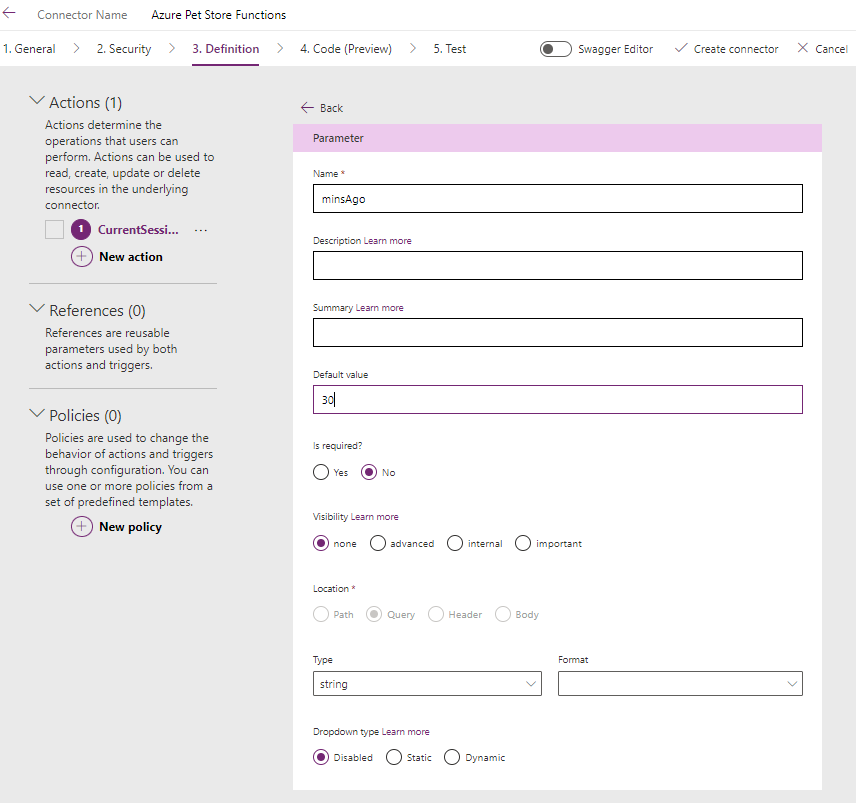 Connector Name Azure Pet Store Functions
1. General 2. Security 3. Definition 4. Code (Preview) 5. Test Swagger Editor Create connector Cancel
Actions (1)
Actions determine the
operations that users can
perform. Actions can be used to
read, create, update or delete
resources in the underlying
connector.
1 CurrentSessi... ...
New action
References (0)
References are reusable
parameters used by both
actions and triggers.
Policies (0)
Policies are used to change the
behavior of actions and triggers
through configuration. You can
use one or more policies from a
set of predefined templates.
New policy
Back
Parameter
Name *
minsAgo
Description Learn more
Summary Learn more
Default value
30
Is required?
Yes No
Visibility Learn more
none advanced internal important
Location *
Path Query Header Body
Type Format
string
Dropdown type Learn more
Disabled Static Dynamic